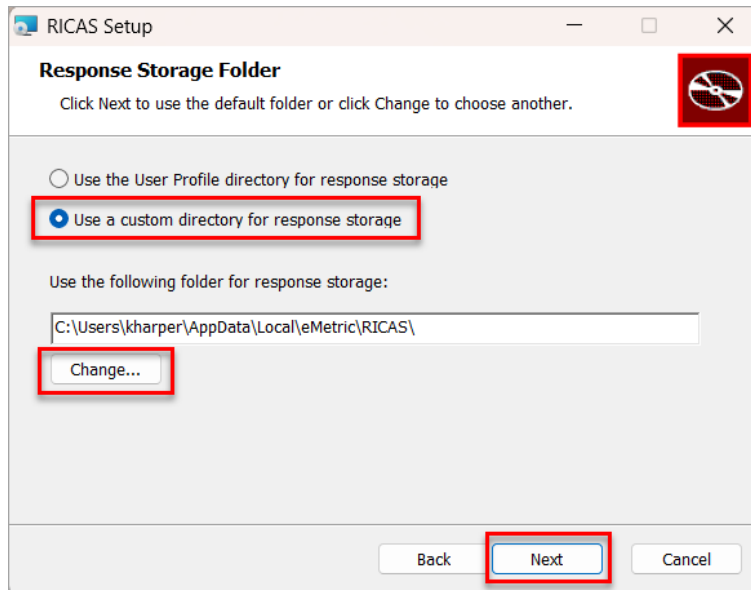 RICAS Setup
Response Storage Folder
Click Next to use the default folder or click Change to choose another.
Use the User Profile directory for response storage
Use a custom directory for response storage
Use the following folder for response storage:
C:\Users\kharper\AppData\Local\eMetric\RICAS\
Change...
Back Next Cancel